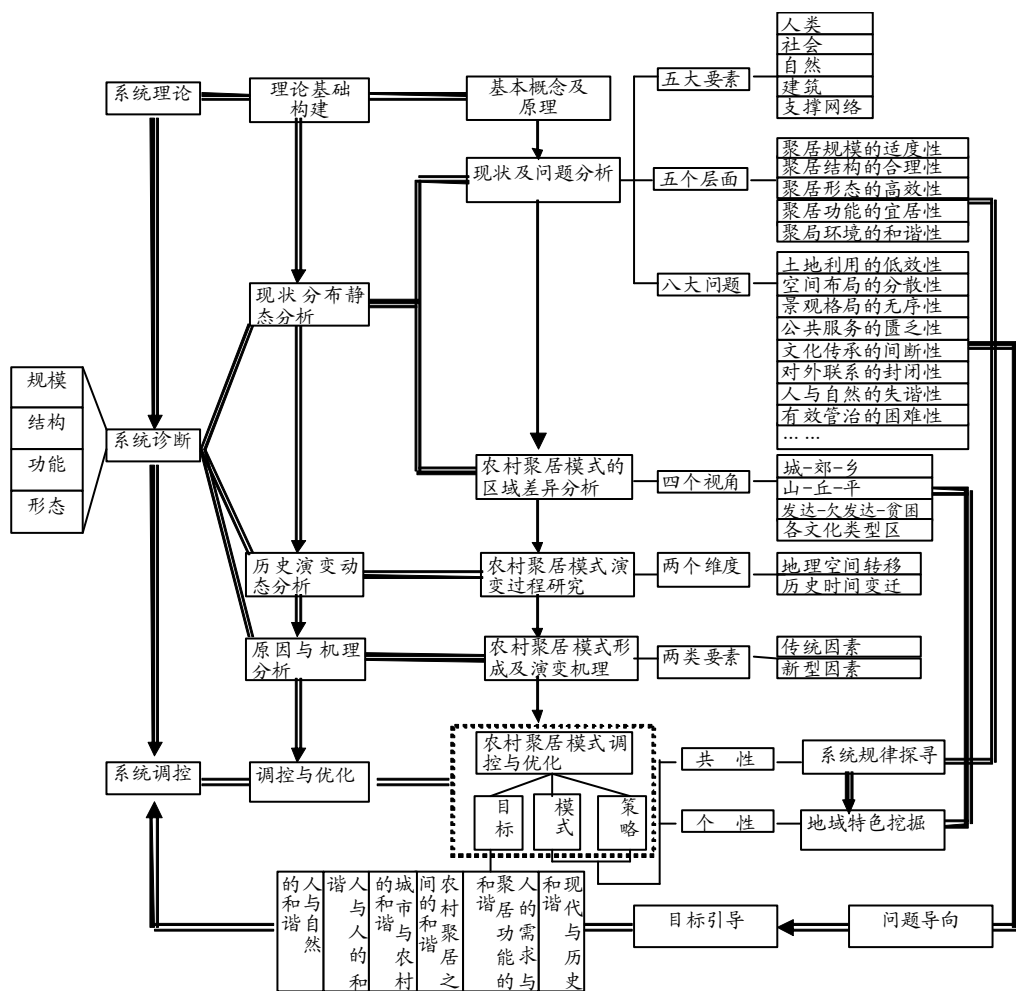 人类
社会
自然
建筑
支撑网络
五大要素
系统理论
理论基础
构建
基本概念及
原理
现状及问题分析
五个层面
聚居规模的适度性
聚居结构的合理性
聚居形态的高效性
聚居功能的宜居性
聚局环境的和谐性
八大问题
土地利用的低效性
空间布局的分散性
景观格局的无序性
公共服务的匮乏性
文化传承的间断性
对外联系的封闭性
人与自然的失谐性
有效管治的困难性
... ...
现状分布静
态分析
规模
结构
功能
形态
系统诊断
农村聚居模式的
区域差异分析
四个视角
城-郊-乡
山-丘-平
发达-欠发达-贫困
各文化类型区
历史演变动
态分析
农村聚居模式演
变过程研究
两个维度
地理空间转移
历史时间变迁
原因与机理
分析
农村聚居模式形
成及演变机理
两类要素
传统因素
新型因素
系统调控
调控与优化
农村聚居模式调
控与优化
目标
模式
策略
共 性
系统规律探寻
个 性
地域特色挖掘
人与自然
的和谐
人与人的和
谐
城市与农村
的和谐
农村聚居之
间的和谐
人的需求与
聚居功能的
和谐
现代与历史
和谐
目标引导
问题导向